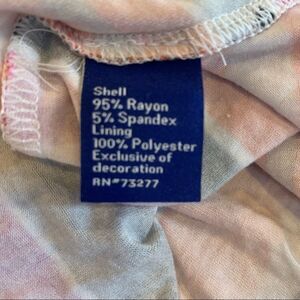 Shell
95% Rayon
5% Spandex
Lining
100% Polyester
Exclusive of
decoration
RN#73277